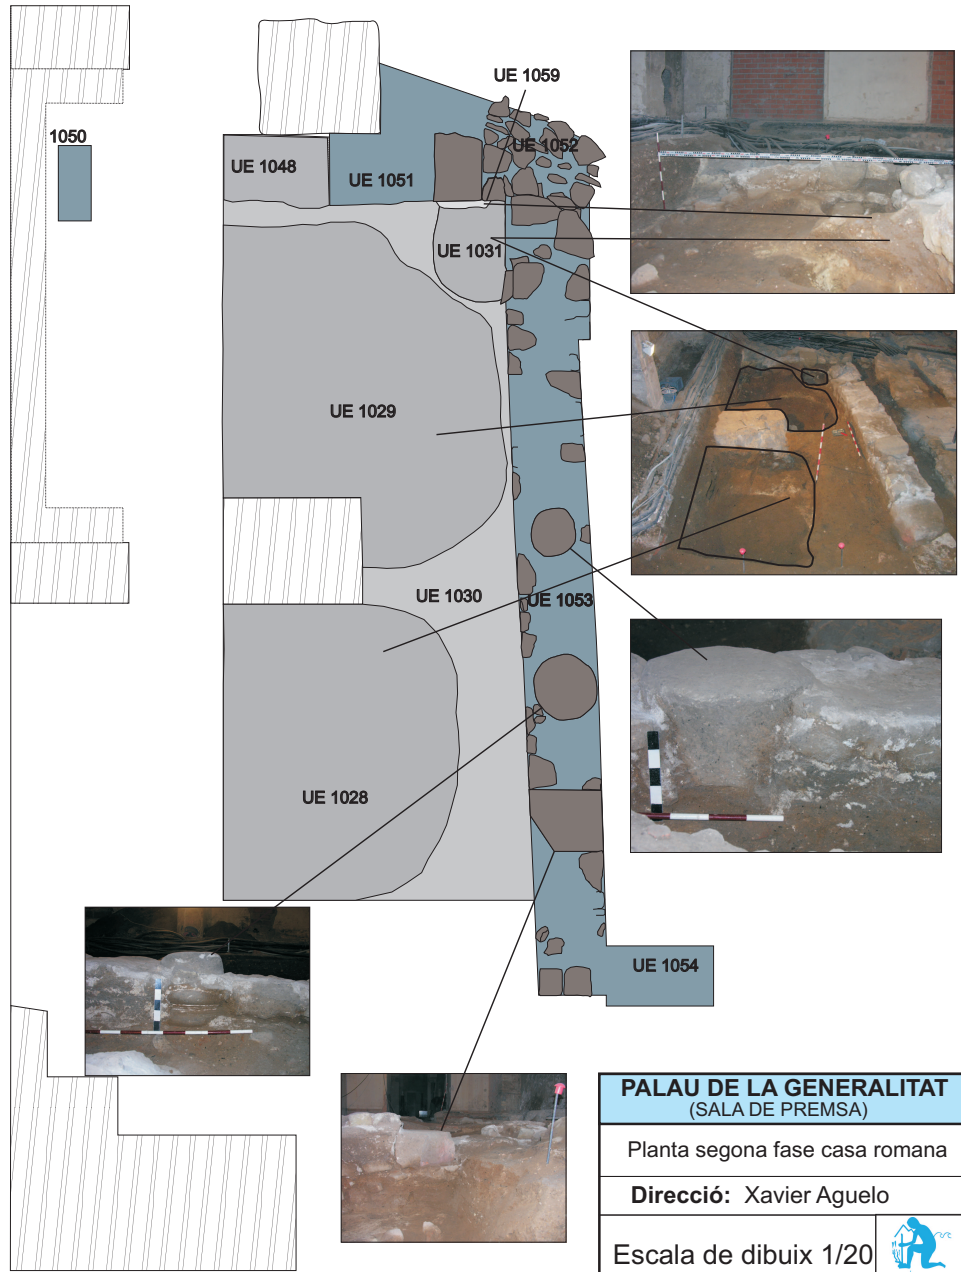 UE 1059
1050
UE 1052
UE 1048
UE 1051
UE 1031
UE 1029
UE 1030
UE 1053
UE 1028
UE 1054
PALAU DE LA GENERALITAT
(SALA DE PREMSA)
Planta segona fase casa romana
Direcció: Xavier Aguelo
Escala de dibuix 1/20